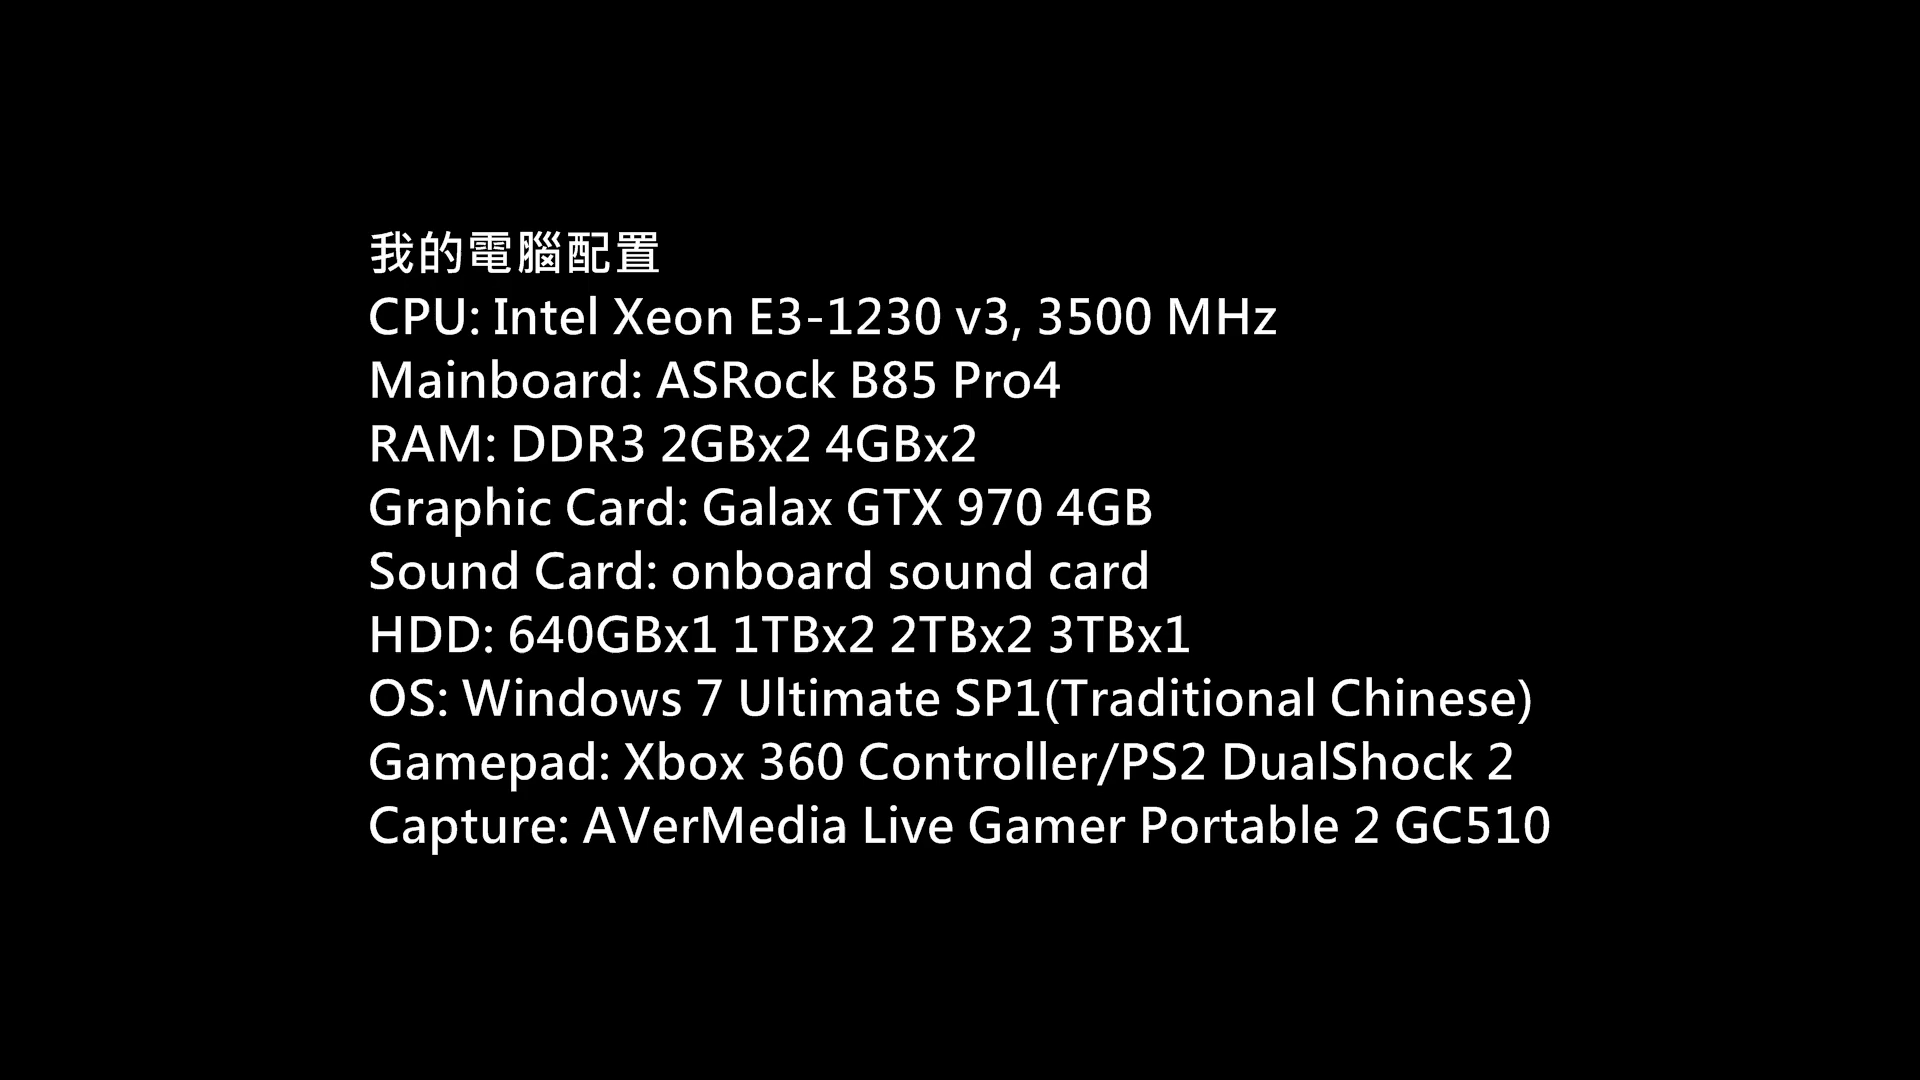 我的電腦配置
CPU: Intel Xeon E3-1230 v3, 3500 MHz
Mainboard: ASRock B85 Pro4
RAM: DDR3 2GBx2 4GBx2
Graphic Card: Galax GTX 970 4GB
Sound Card: onboard sound card
HDD: 640GBx1 1TBx2 2TBx2 3TBx1
OS: Windows 7 Ultimate SP1(Traditional Chinese)
Gamepad: Xbox 360 Controller/PS2 DualShock 2
Capture: AVerMedia Live Gamer Portable 2 GC510